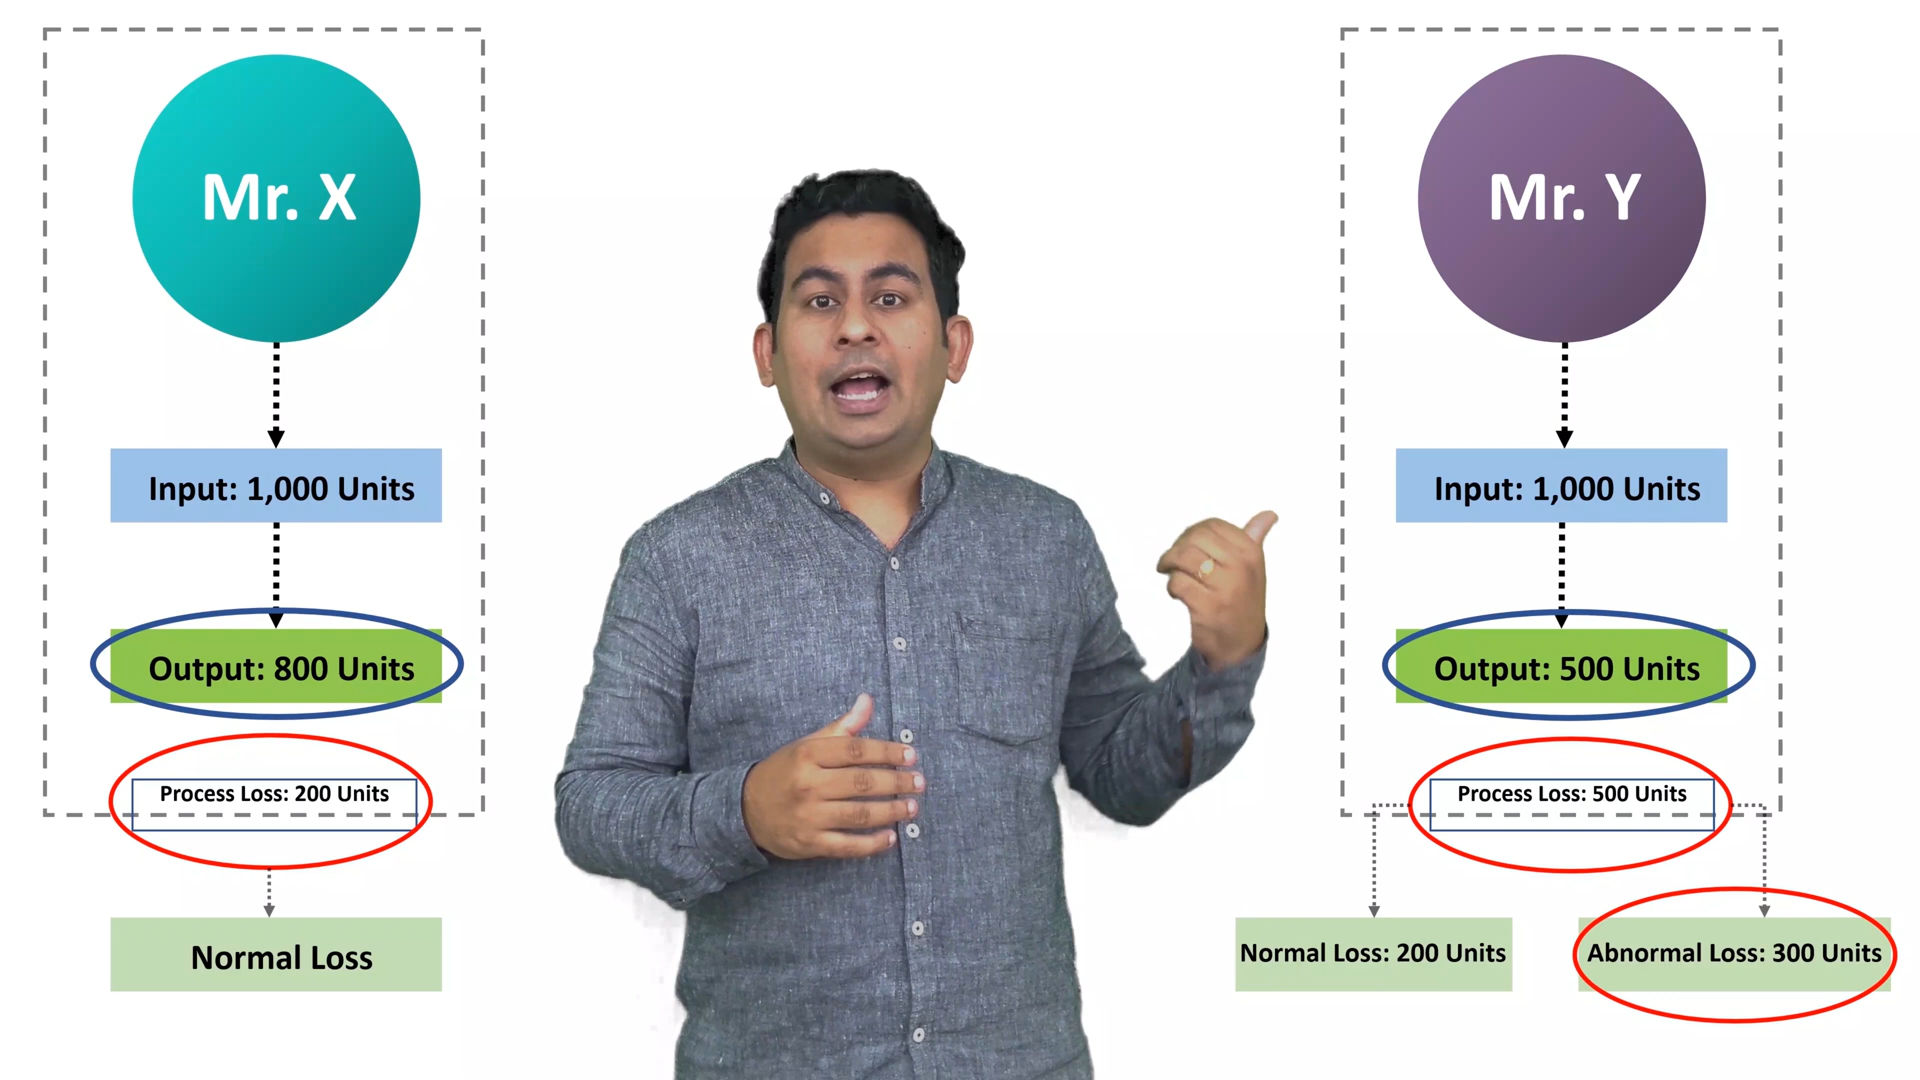 Mr. X
Input: 1,000 Units
Output: 800 Units
Process Loss: 200 Units
Normal Loss
Mr. Y
Input: 1,000 Units
Output: 500 Units
Process Loss: 500 Units
Normal Loss: 200 Units
Abnormal Loss: 300 Units